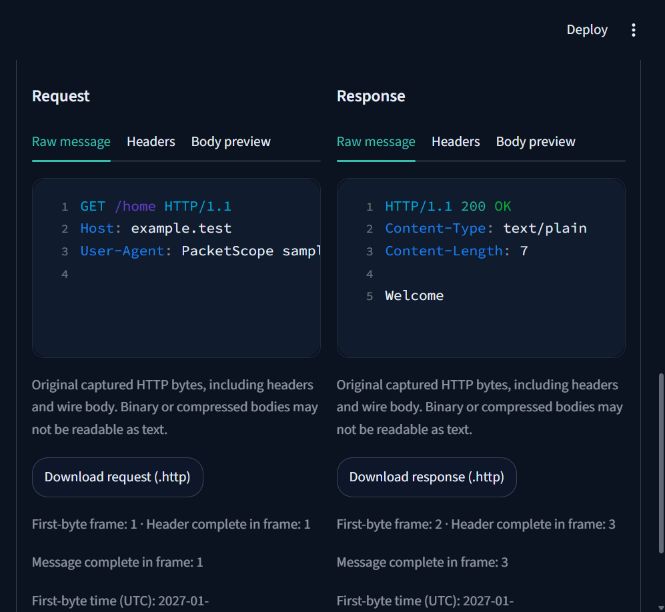 Deploy
Request
Raw message Headers Body preview
1 GET /home HTTP/1.1
2 Host: example.test
3 User-Agent: PacketScope sampl
4
Original captured HTTP bytes, including headers
and wire body. Binary or compressed bodies may
not be readable as text.
Download request (.http)
First-byte frame: 1 · Header complete in frame: 1
Message complete in frame: 1
First-byte time (UTC): 2027-01-
Response
Raw message Headers Body preview
1 HTTP/1.1 200 OK
2 Content-Type: text/plain
3 Content-Length: 7
4
5 Welcome
Original captured HTTP bytes, including headers
and wire body. Binary or compressed bodies may
not be readable as text.
Download response (.http)
First-byte frame: 2 · Header complete in frame: 3
Message complete in frame: 3
First-byte time (UTC): 2027-01-